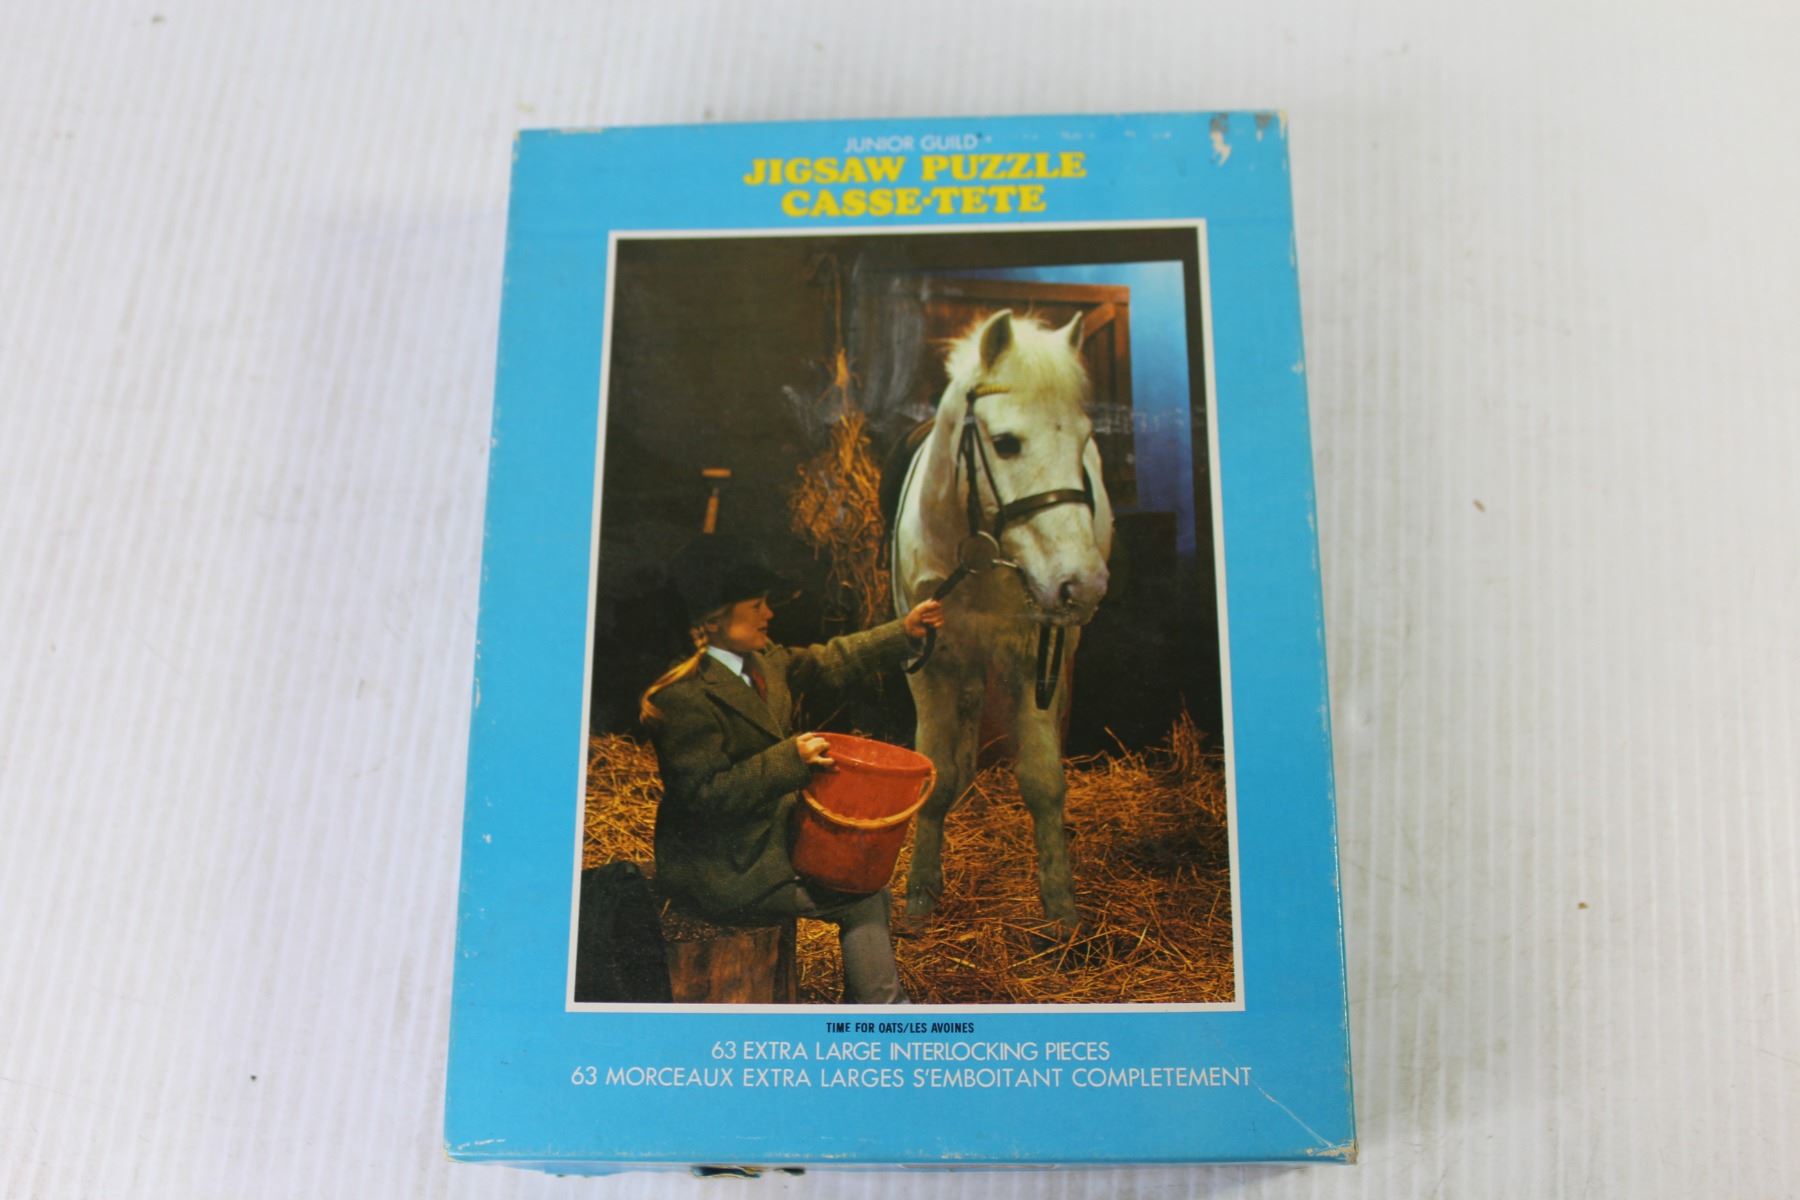 JUNIOR GUILD
JIGSAW PUZZLE
CASSE-TETE
TIME FOR OATS/LES AVOINES
63 EXTRA LARGE INTERLOCKING PIECES
63 MORCEAUX EXTRA LARGES S'EMBOITANT COMPLETEMENT